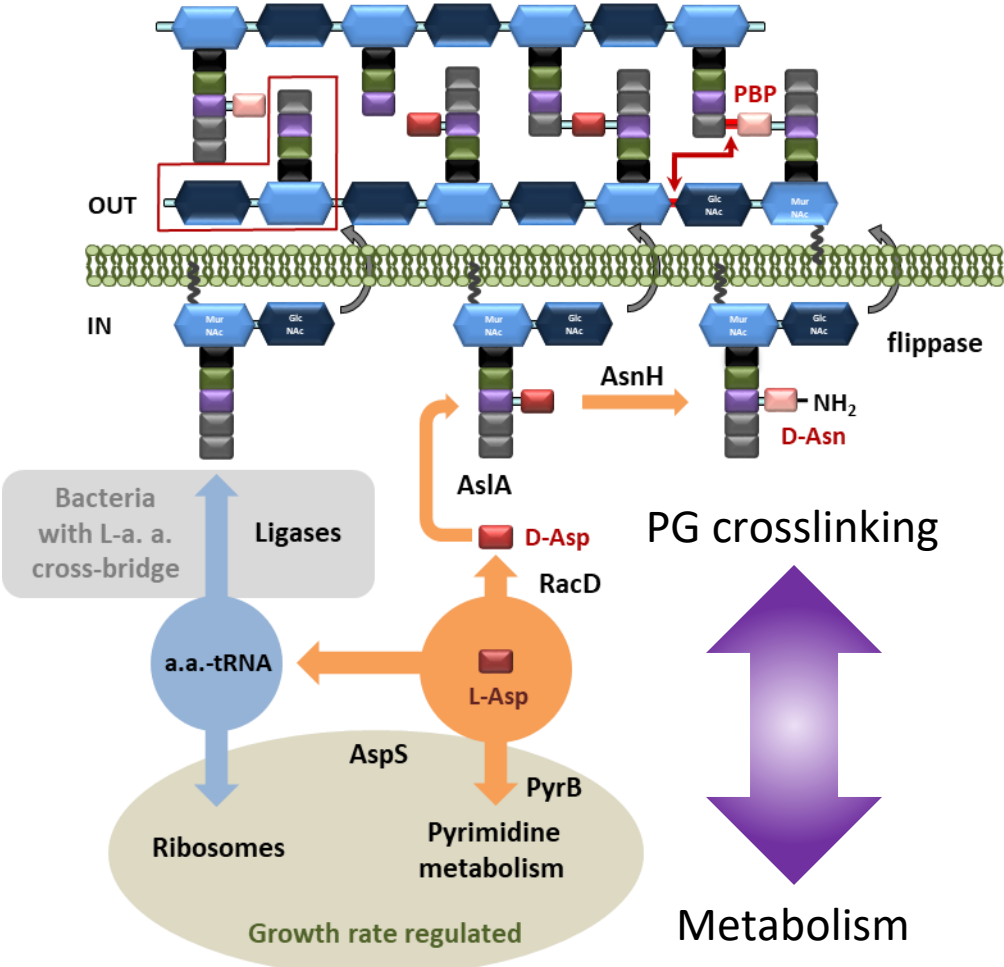 PBP
OUT
Glc
NAc
Mur
NAc
IN
Mur
NAc
Glc
NAc
Mur
NAc
Glc
NAc
Mur
NAc
Glc
NAc
flippase
AsnH
NH2
D-Asn
AslA
Bacteria
with L-a. a.
cross-bridge
Ligases
D-Asp
RacD
PG crosslinking
a.a.-tRNA
L-Asp
AspS
PyrB
Ribosomes
Pyrimidine
metabolism
Growth rate regulated
Metabolism